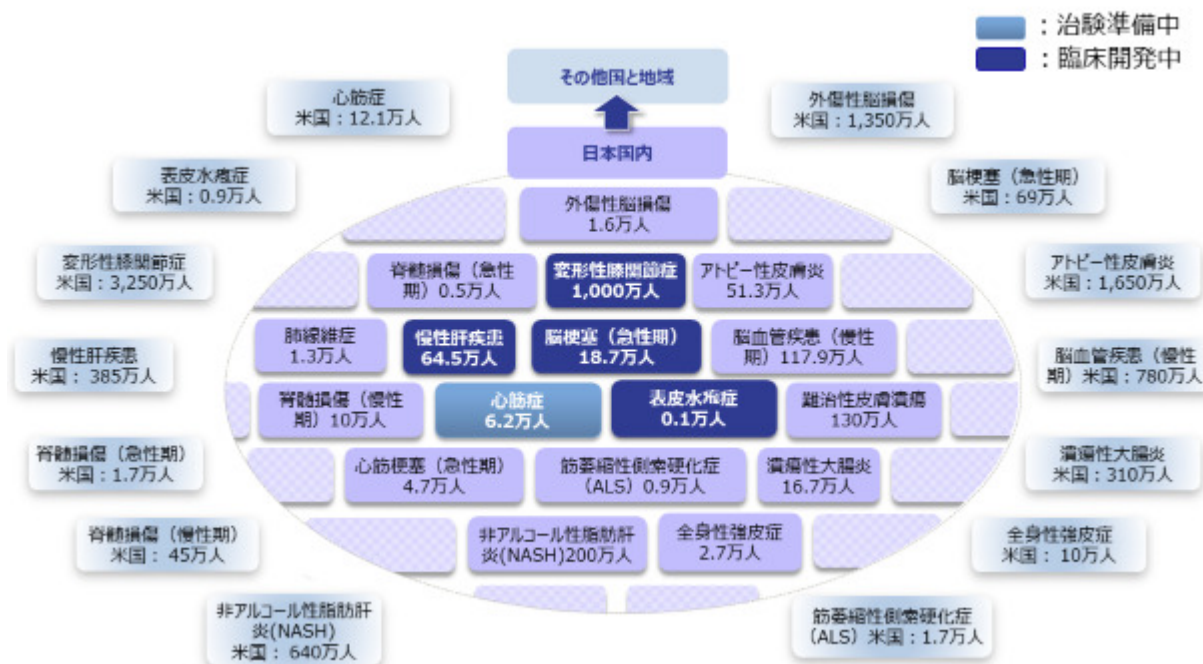 ：治験準備中
：臨床開発中
その他国と地域
日本国内
心筋症
米国：12.1万人
外傷性脳損傷
米国：1,350万人
表皮水疱症
米国：0.9万人
脳梗塞（急性期）
米国：69万人
変形性膝関節症
米国：3,250万人
アトピー性皮膚炎
米国：1,650万人
慢性肝疾患
米国： 385万人
脳血管疾患（慢性
期）米国：780万人
脊髄損傷（急性期）
米国：1.7万人
潰瘍性大腸炎
米国：310万人
脊髄損傷（慢性期）
米国： 45万人
全身性強皮症
米国： 10万人
非アルコール性脂肪肝
炎(NASH)
米国： 640万人
筋萎縮性側索硬化症
（ALS）米国：1.7万人
外傷性脳損傷
1.6万人
脊髄損傷（急性
期）0.5万人
変形性膝関節症
1,000万人
アトピー性皮膚炎
51.3万人
肺線維症
1.3万人
慢性肝疾患
64.5万人
脳梗塞（急性期）
18.7万人
脳血管疾患（慢性
期）117.9万人
脊髄損傷（慢性
期）10万人
心筋症
6.2万人
表皮水疱症
0.1万人
難治性皮膚潰瘍
130万人
心筋梗塞（急性期）
4.7万人
筋萎縮性側索硬化症
（ALS）0.9万人
潰瘍性大腸炎
16.7万人
非アルコール性脂肪肝
炎(NASH)200万人
全身性強皮症
2.7万人